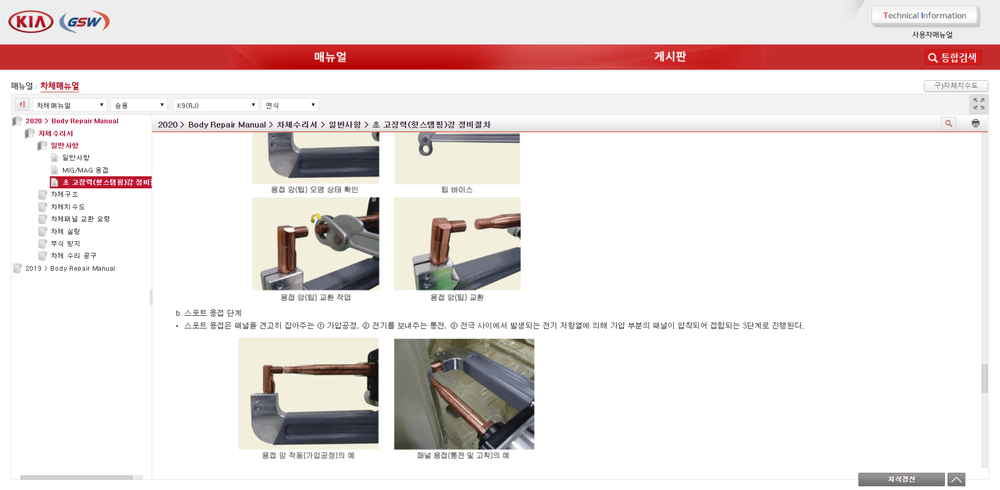 KIA GSW
Technical Information
사용자매뉴얼
매뉴얼
게시판
통합검색
매뉴얼 > 차체매뉴얼
구)차체치수도
차체매뉴얼
승용
K9(RJ)
연식
2020 > Body Repair Manual
차체수리서
일반사항
일반사항
MIG/MAG 용접
초 고장력(핫스탬핑)강 정비
차체구조
차체치수도
차체패널 교환 요령
차체 실링
부식 방지
차체 수리 공구
2019 > Body Repair Manual
2020 > Body Repair Manual > 차체수리서 > 일반사항 > 초 고장력(핫스탬핑)강 정비절차
용접 암(팁) 오염 상태 확인
팁 바이스
용접 암(팁) 교환 작업
용접 암(팁) 교환
b. 스포트 용접 단계
• 스포트 용접은 패널을 견고히 잡아주는 ① 가압공정, ② 전기를 보내주는 통전, ③ 전극 사이에서 발생되는 전기 저항열에 의해 가압 부분의 패널이 압착되어 접합되는 3단계로 진행된다.
용접 암 작동(가압공정)의 예
패널 용접(통전 및 고착)의 예
지식갱신